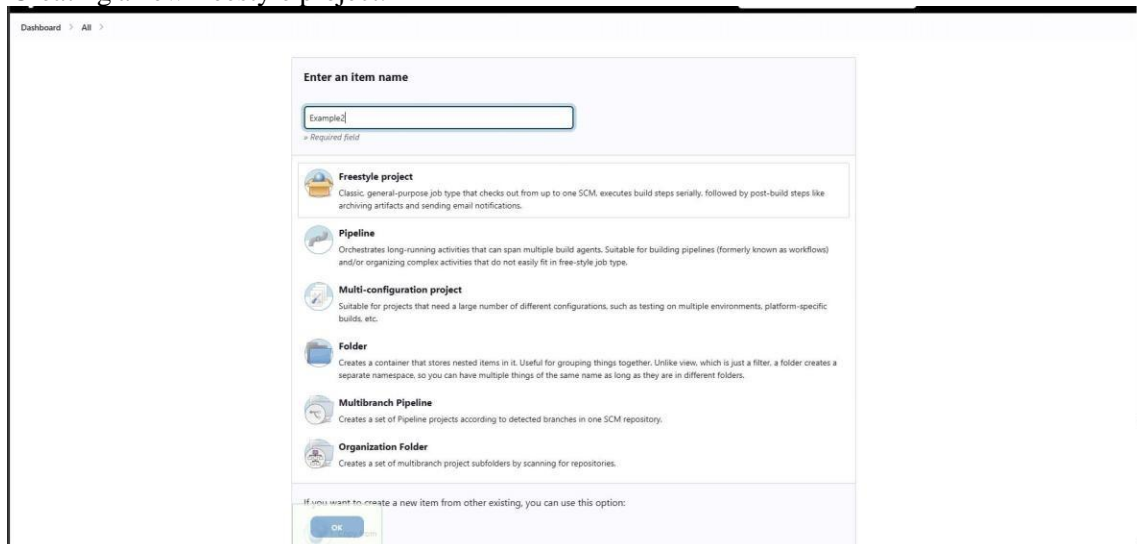 Creating a new freestyle project.
Dashboard > All >
Enter an item name
Example2
» Required field
Freestyle project
Classic, general-purpose job type that checks out from up to one SCM, executes build steps serially, followed by post-build steps like
archiving artifacts and sending email notifications.
Pipeline
Orchestrates long-running activities that can span multiple build agents. Suitable for building pipelines (formerly known as workflows)
and/or organizing complex activities that do not easily fit in free-style job type.
Multi-configuration project
Suitable for projects that need a large number of different configurations, such as testing on multiple environments, platform-specific
builds, etc.
Folder
Creates a container that stores nested items in it. Useful for grouping things together. Unlike view, which is just a filter, a folder creates a
separate namespace, so you can have multiple things of the same name as long as they are in different folders.
Multibranch Pipeline
Creates a set of Pipeline projects according to detected branches in one SCM repository.
Organization Folder
Creates a set of multibranch project subfolders by scanning for repositories.
If you want to create a new item from other existing, you can use this option:
OK